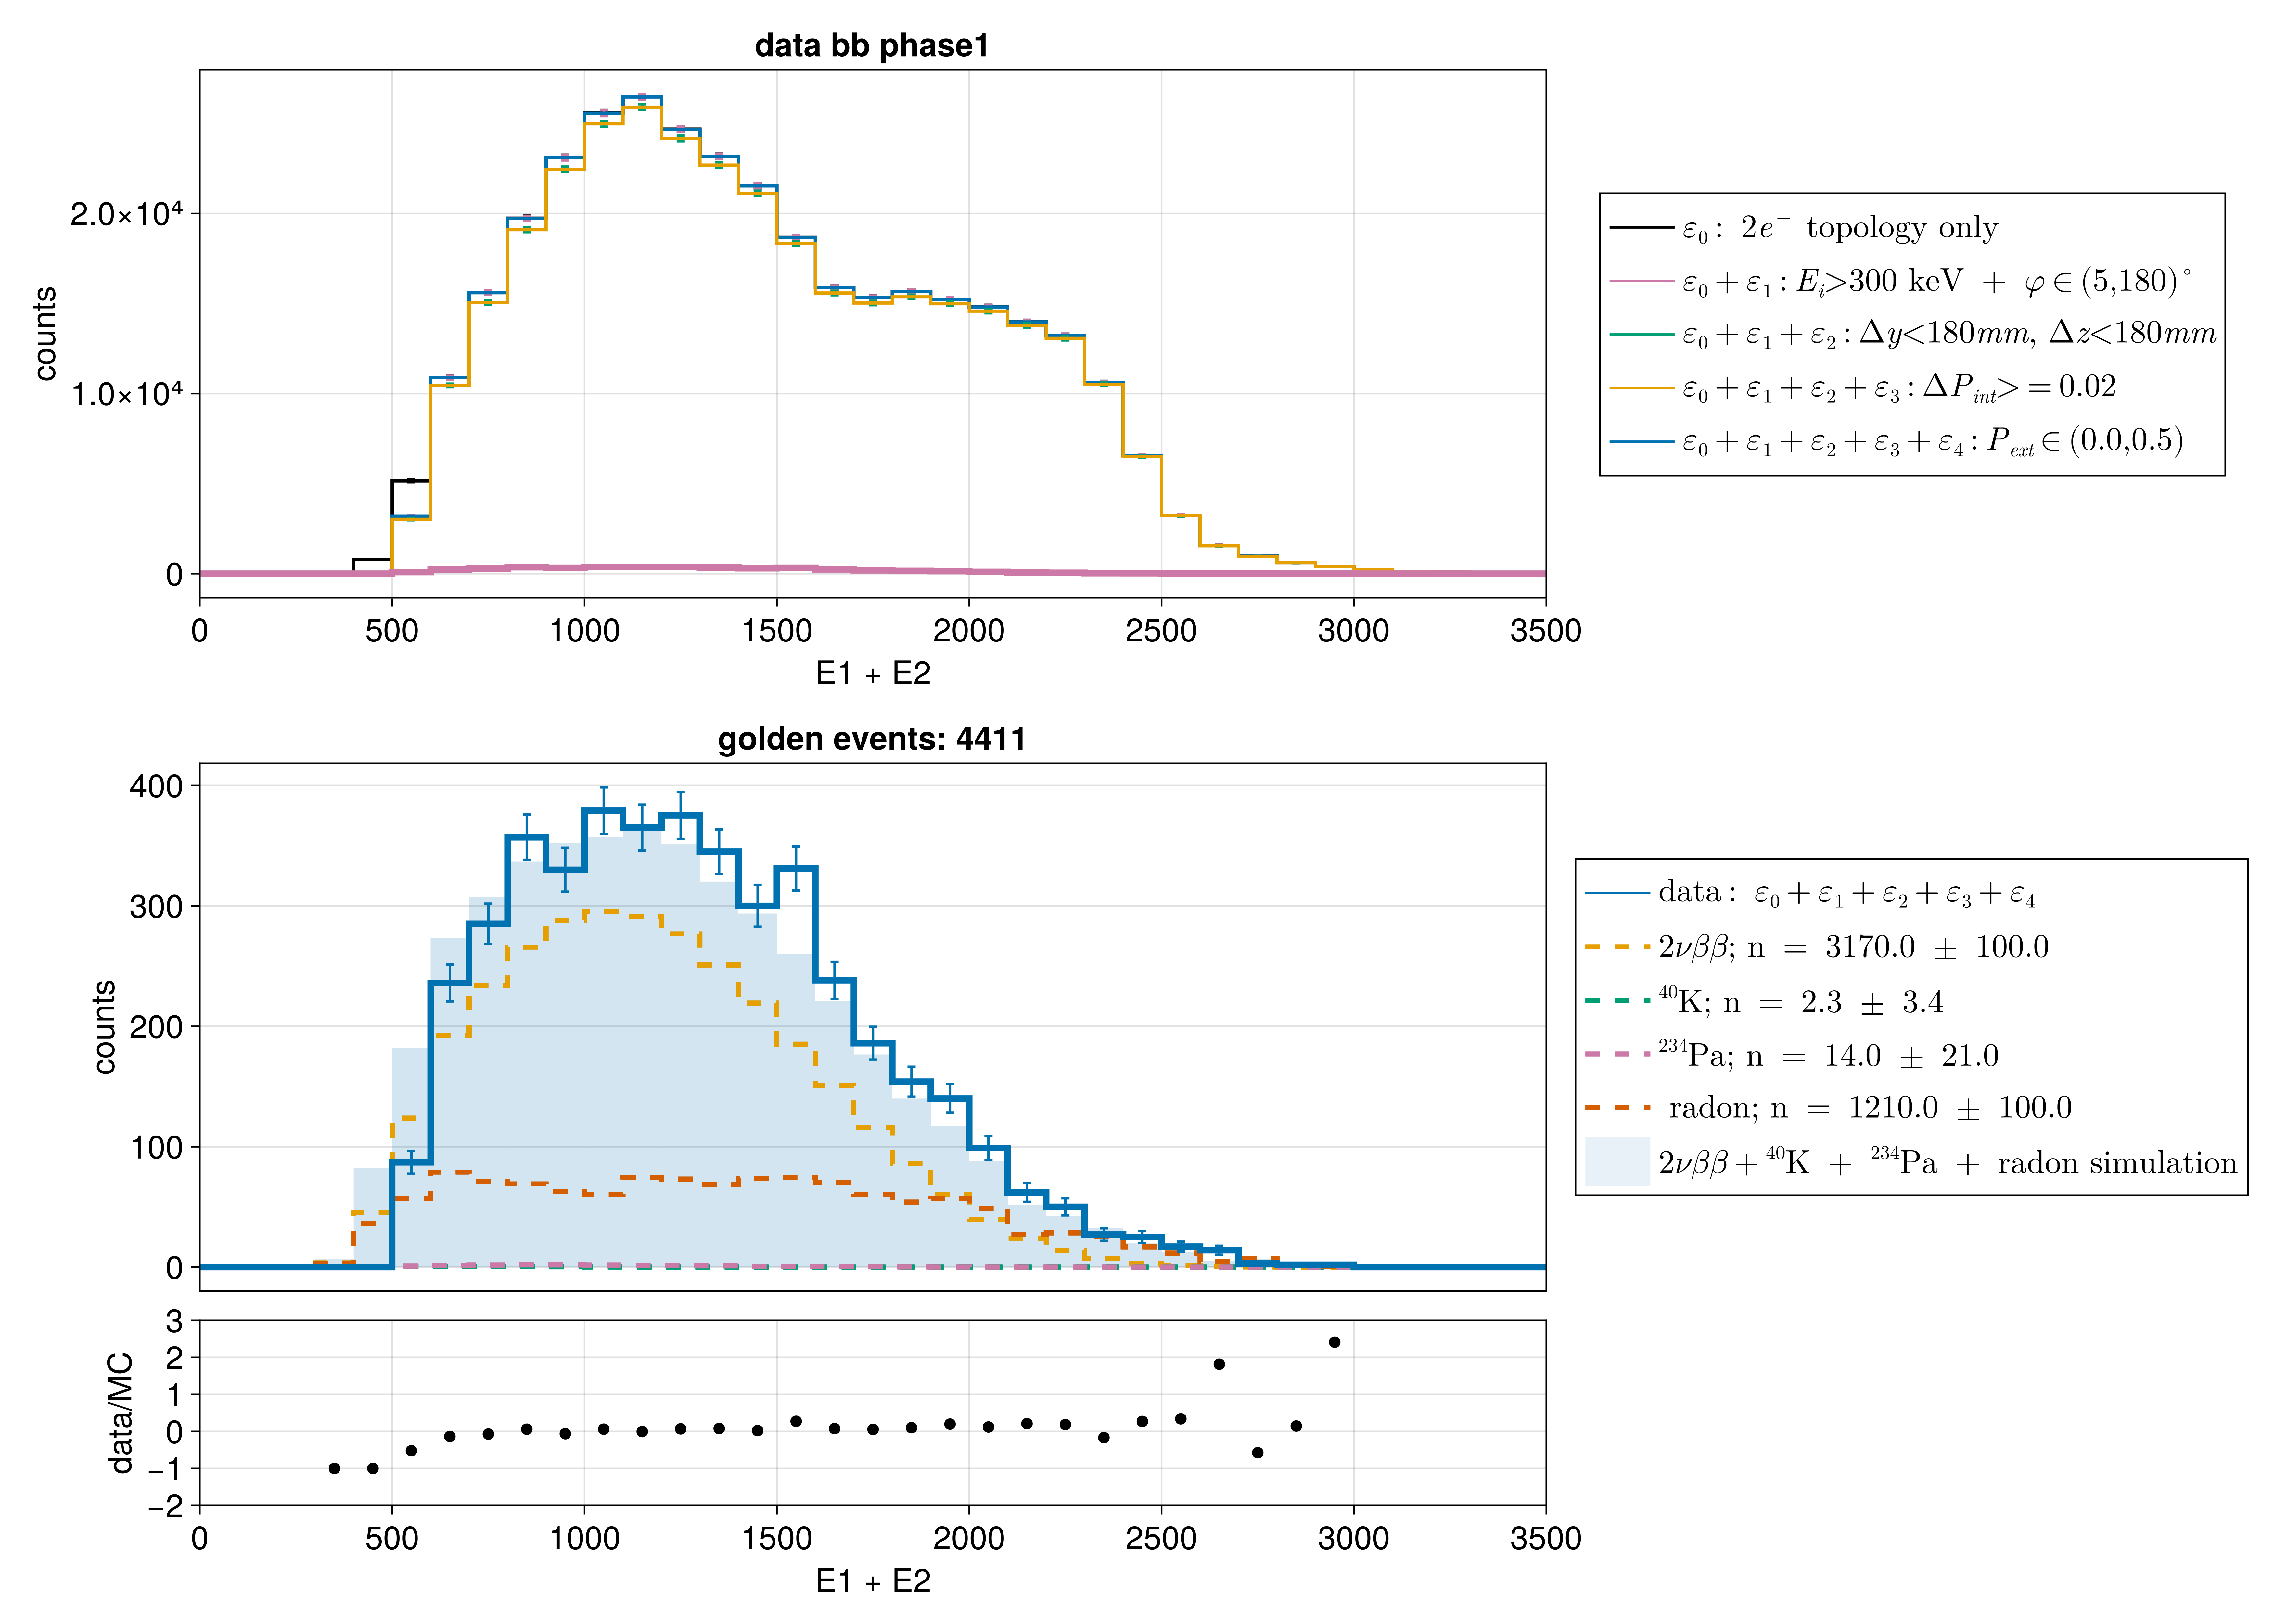 data bb phase1
counts
2.0×10⁴
1.0×10⁴
0
0 500 1000 1500 2000 2500 3000 3500
E1 + E2
ε₀: 2e⁻ topology only
ε₀ + ε₁: Eᵢ>300 keV + φ ∈ (5,180)°
ε₀ + ε₁ + ε₂: Δy<180mm, Δz<180mm
ε₀ + ε₁ + ε₂ + ε₃: ΔP_int> = 0.02
ε₀ + ε₁ + ε₂ + ε₃ + ε₄: P_ext ∈ (0.0,0.5)
golden events: 4411
counts
400
300
200
100
0
data: ε₀ + ε₁ + ε₂ + ε₃ + ε₄
2νββ; n = 3170.0 ± 100.0
⁴⁰K; n = 2.3 ± 3.4
²³⁴Pa; n = 14.0 ± 21.0
radon; n = 1210.0 ± 100.0
2νββ + ⁴⁰K + ²³⁴Pa + radon simulation
data/MC
3
2
1
0
−1
−2
0 500 1000 1500 2000 2500 3000 3500
E1 + E2